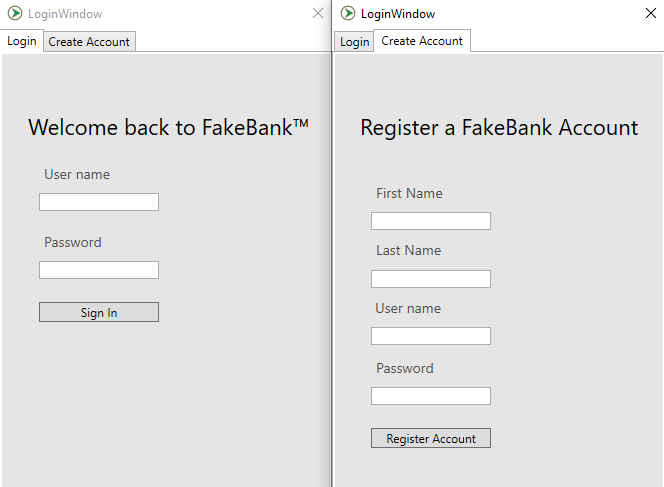 LoginWindow
Login
Create Account
Welcome back to FakeBank™
User name
Password
Sign In
LoginWindow
Login
Create Account
Register a FakeBank Account
First Name
Last Name
User name
Password
Register Account